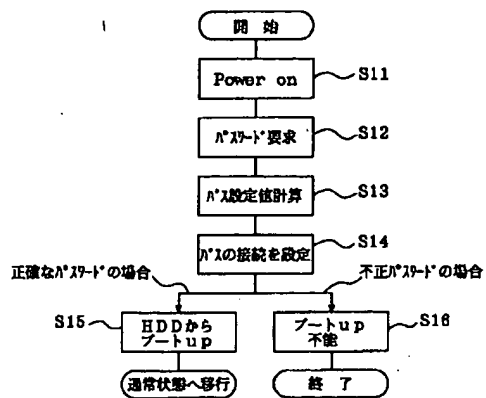 開 始
Power on
S11
ﾊﾟｽﾜｰﾄﾞ要求
S12
ﾊﾞｽ設定値計算
S13
ﾊﾞｽの接続を設定
S14
正確なﾊﾟｽﾜｰﾄﾞの場合
不正ﾊﾟｽﾜｰﾄﾞの場合
S15
HDDから
ブートup
ブートup
不能
S16
通常状態へ移行
終 了